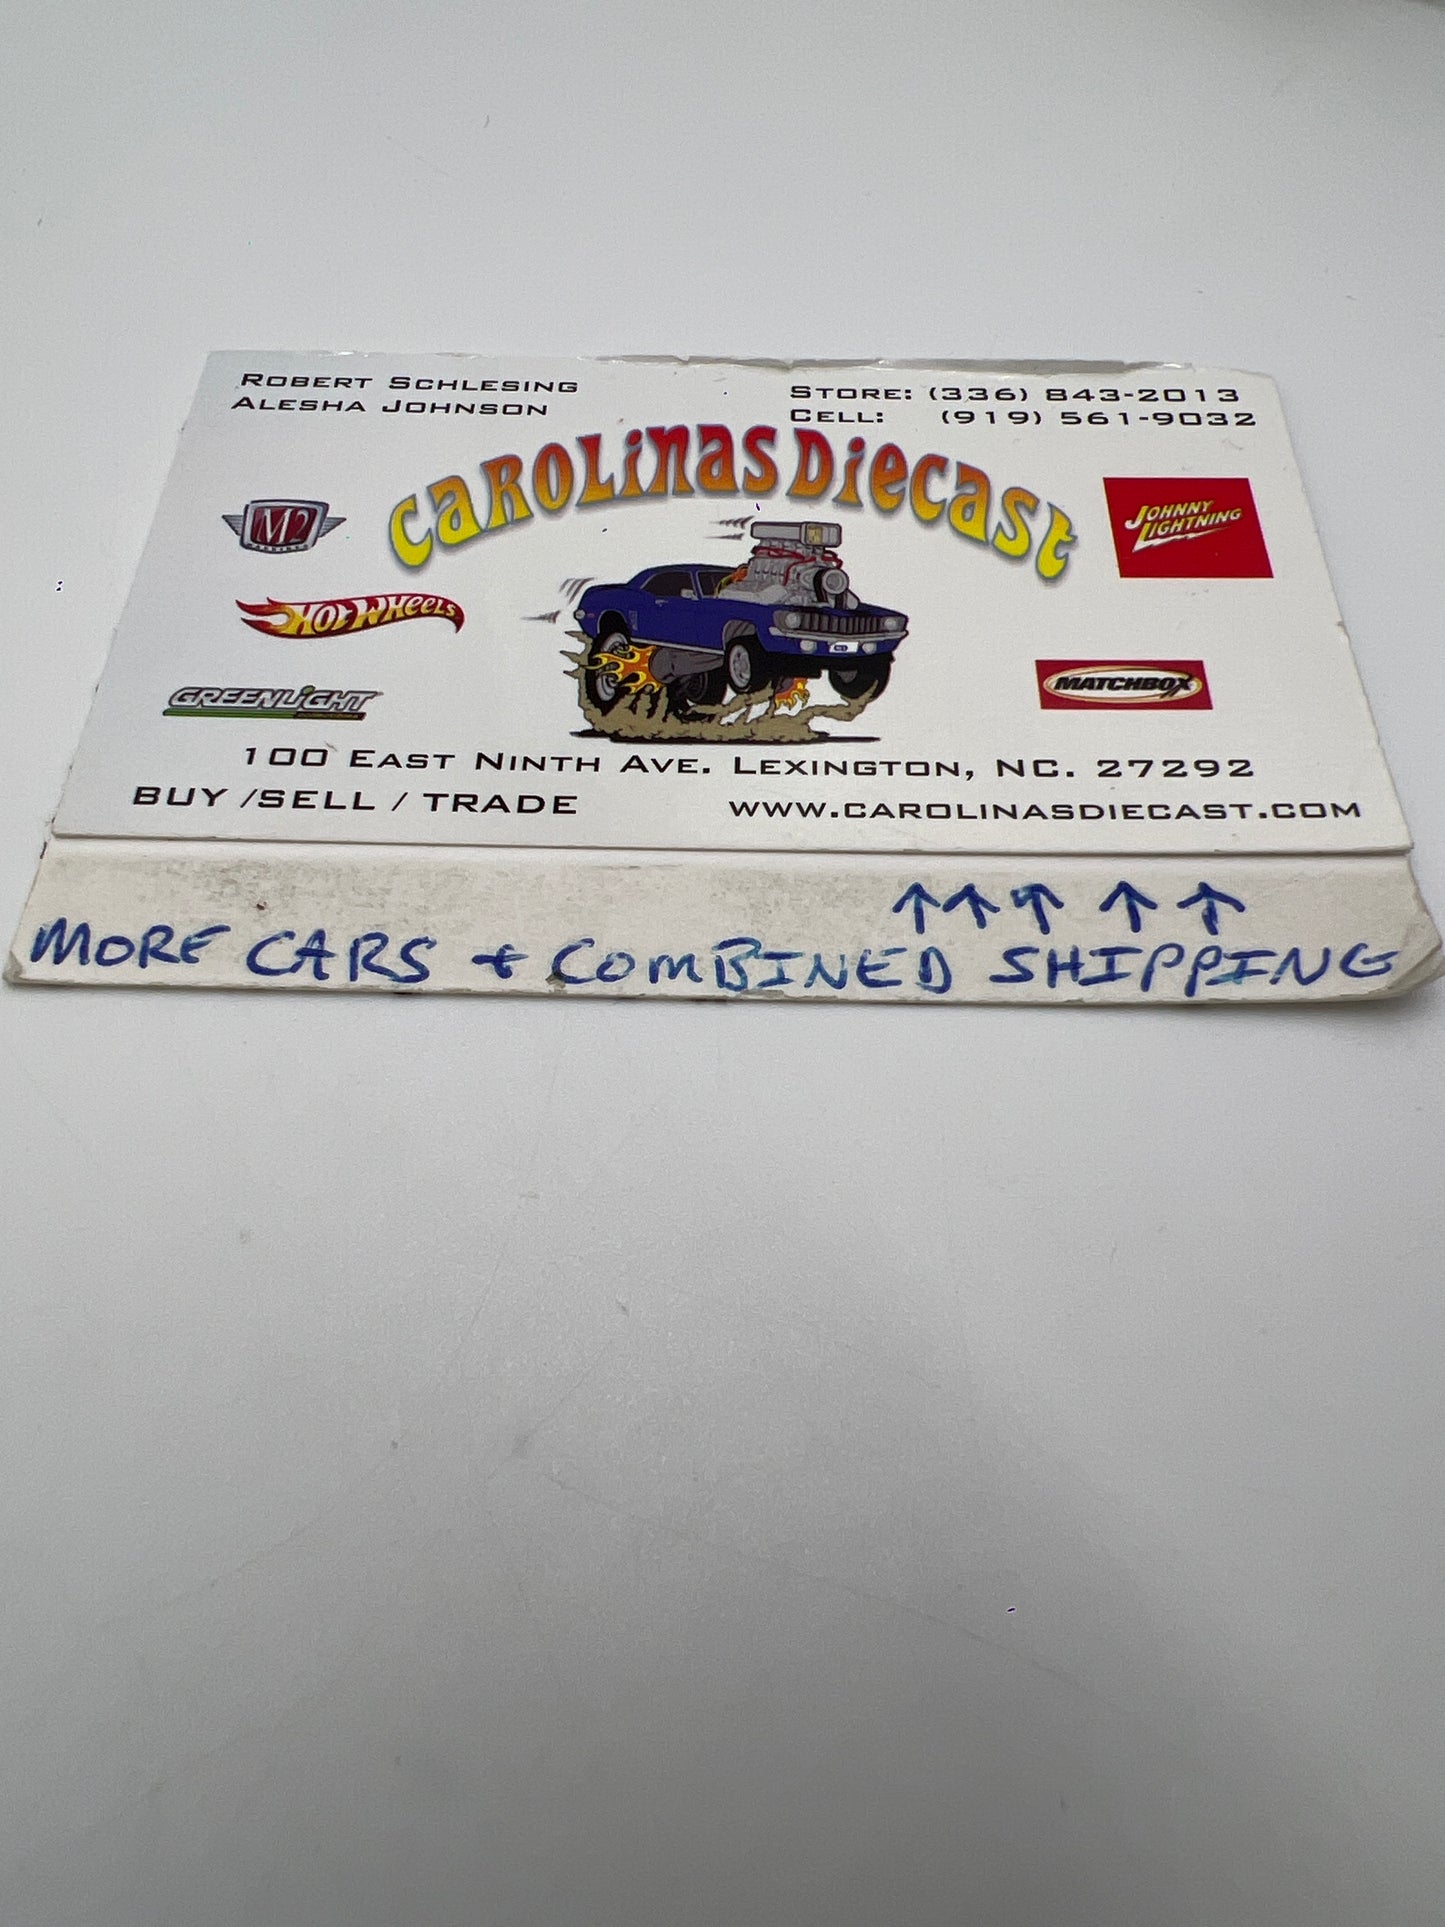 Robert Schlesing
Alesha Johnson
Store: (336) 843-2013
Cell: (919) 561-9032
Carolinas Diecast
M2
Johnny Lightning
Hot Wheels
GreenLight
Matchbox
100 East Ninth Ave. Lexington, NC. 27292
BUY /SELL / TRADE
www.carolinasdiecast.com
↑ ↑ ↑ ↑ ↑
MORE CARS + COMBINED SHIPPING